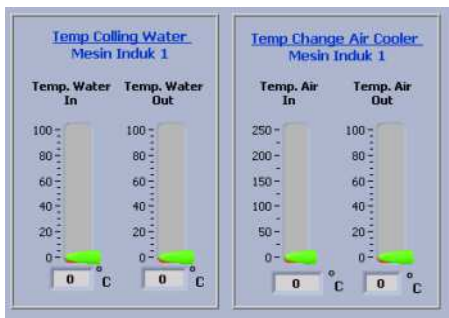 Temp Colling Water
Mesin Induk 1
Temp. Water In
Temp. Water Out
100
80
60
40
20
0
0 °C
100
80
60
40
20
0
0 °C
Temp Change Air Cooler
Mesin Induk 1
Temp. Air In
Temp. Air Out
250
200
150
100
50
0
0 °C
100
80
60
40
20
0
0 °C